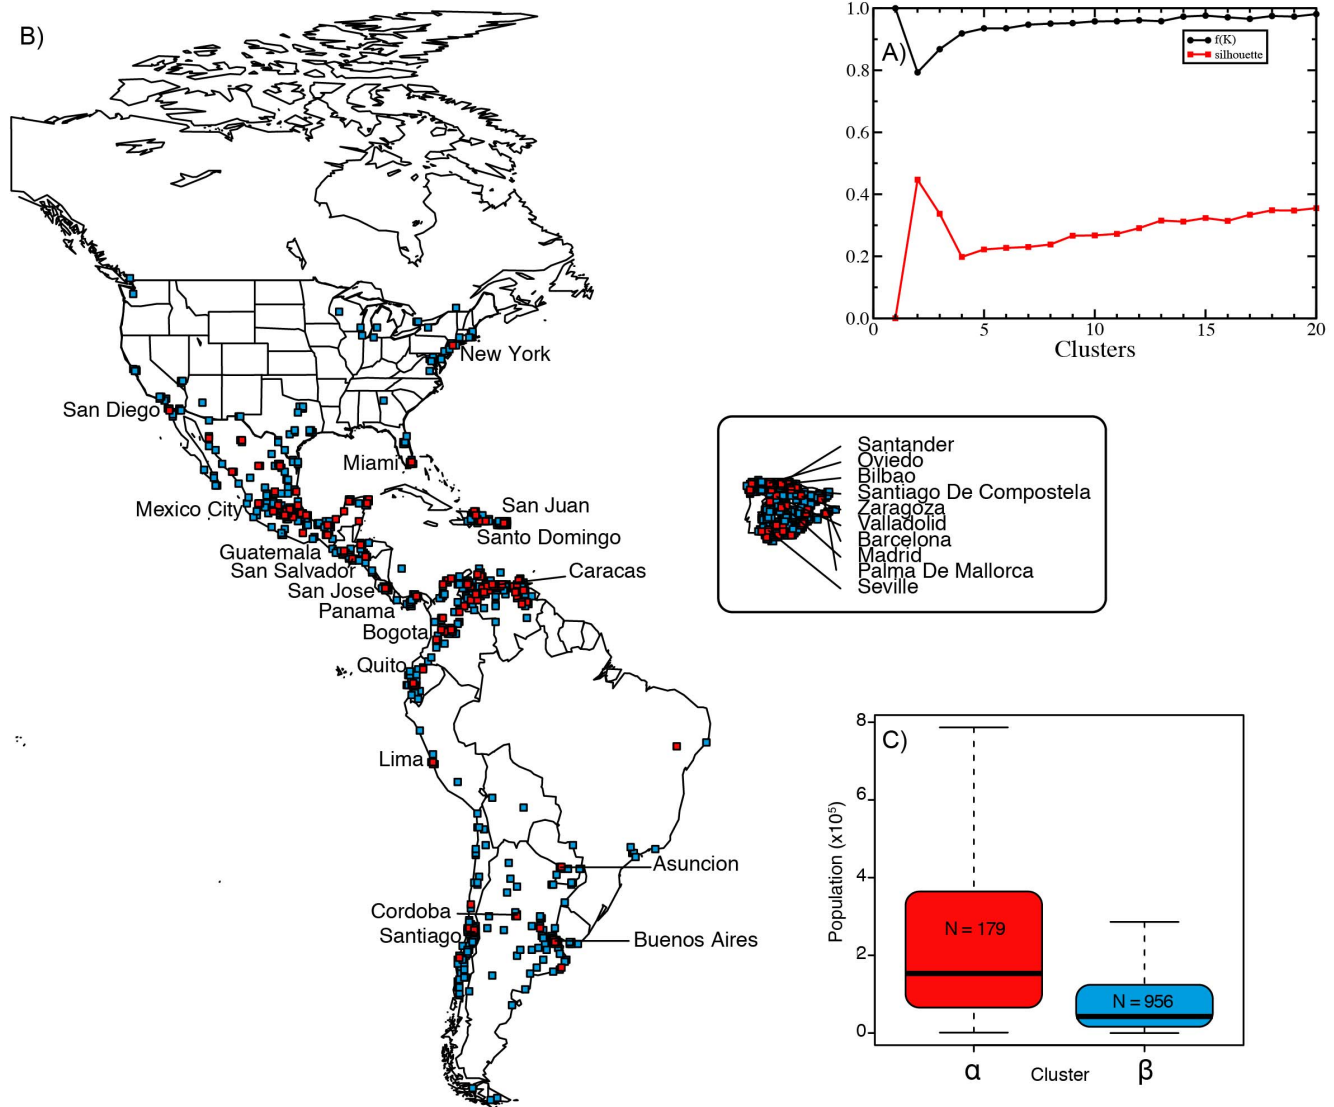 B)
A)
1.0
0.8
0.6
0.4
0.2
0.0
f(K)
silhouette
0
5
10
15
20
Clusters
New York
San Diego
Miami
Mexico City
San Juan
Santo Domingo
Guatemala
San Salvador
San Jose
Panama
Caracas
Bogota
Quito
Lima
Asuncion
Cordoba
Santiago
Buenos Aires
Santander
Oviedo
Bilbao
Santiago De Compostela
Zaragoza
Valladolid
Barcelona
Madrid
Palma De Mallorca
Seville
C)
8
6
4
2
0
Population (x10⁵)
N = 179
N = 956
α
Cluster
β